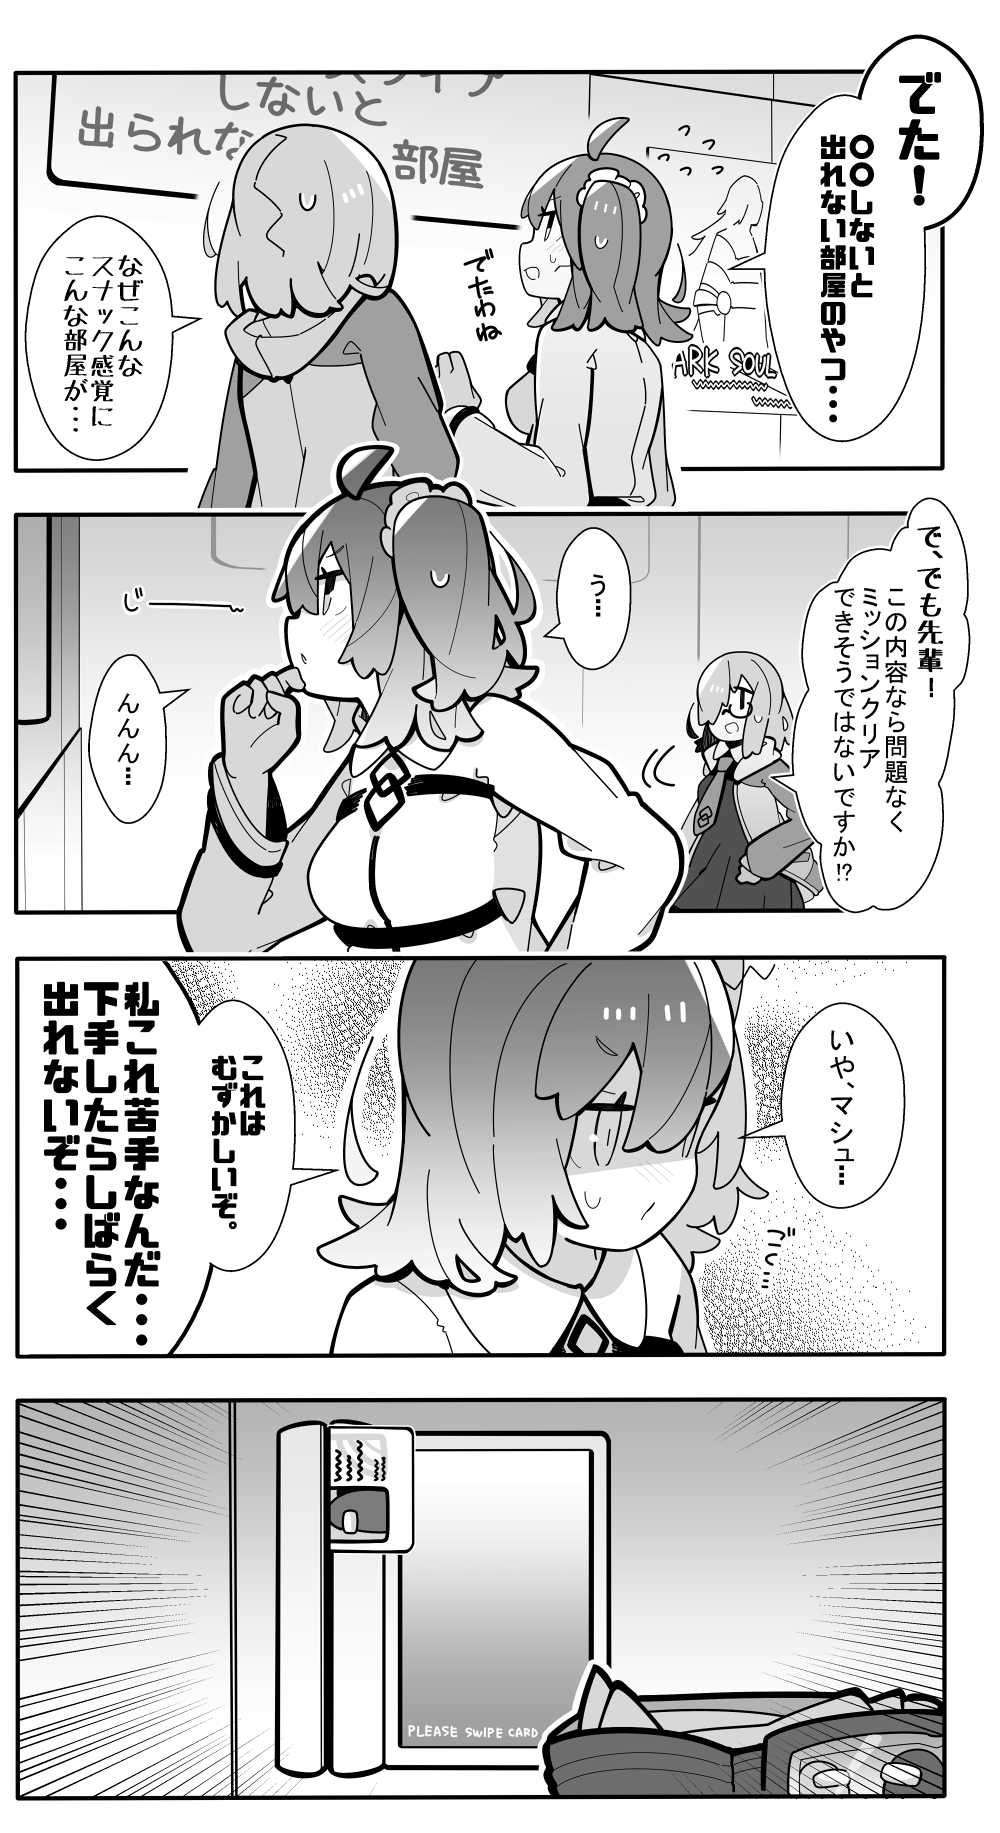 でた！
〇〇しないと
出れない部屋のやつ…
スワイプ
しないと
出られな
部屋
でたわね
なぜこんな
スナック感覚に
こんな部屋が…
ARK SOUL
で、でも先輩！
この内容なら問題なく
ミッションクリア
できそうではないですか!?
う…
じーーー
んんん…
いや、マシュ…
ごく…
これは
むずかしいぞ。
私これ苦手なんだ…
下手したらしばらく
出れないぞ…
PLEASE SWIPE CARD